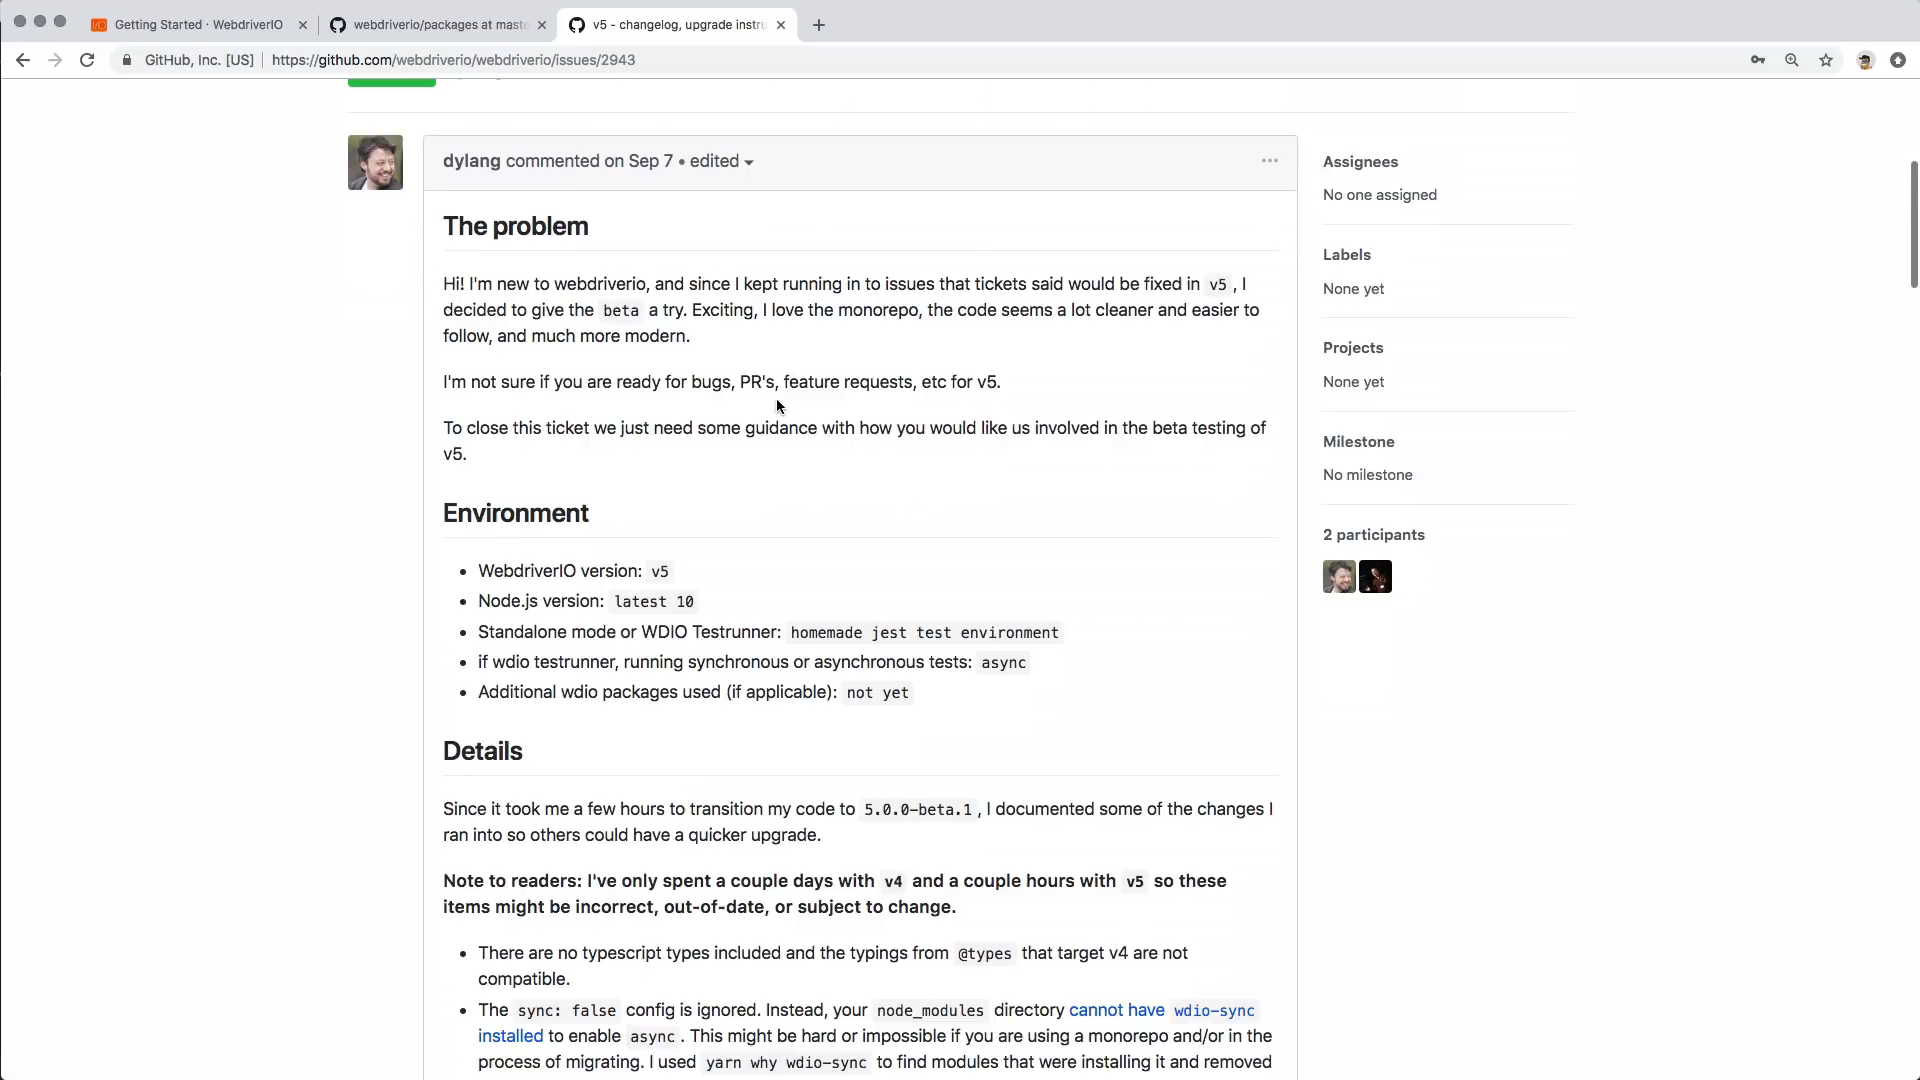 Getting Started · WebdriverIO
webdriverio/packages at maste
v5 - changelog, upgrade instru
GitHub, Inc. [US]
https://github.com/webdriverio/webdriverio/issues/2943
dylang commented on Sep 7 • edited
The problem
Hi! I'm new to webdriverio, and since I kept running in to issues that tickets said would be fixed in v5 , I
decided to give the beta a try. Exciting, I love the monorepo, the code seems a lot cleaner and easier to
follow, and much more modern.
I'm not sure if you are ready for bugs, PR's, feature requests, etc for v5.
To close this ticket we just need some guidance with how you would like us involved in the beta testing of
v5.
Environment
• WebdriverIO version: v5
• Node.js version: latest 10
• Standalone mode or WDIO Testrunner: homemade jest test environment
• if wdio testrunner, running synchronous or asynchronous tests: async
• Additional wdio packages used (if applicable): not yet
Details
Since it took me a few hours to transition my code to 5.0.0-beta.1 , I documented some of the changes I
ran into so others could have a quicker upgrade.
Note to readers: I've only spent a couple days with v4 and a couple hours with v5 so these
items might be incorrect, out-of-date, or subject to change.
• There are no typescript types included and the typings from @types that target v4 are not
compatible.
• The sync: false config is ignored. Instead, your node_modules directory cannot have wdio-sync
installed to enable async . This might be hard or impossible if you are using a monorepo and/or in the
process of migrating. I used yarn why wdio-sync to find modules that were installing it and removed
Assignees
No one assigned
Labels
None yet
Projects
None yet
Milestone
No milestone
2 participants